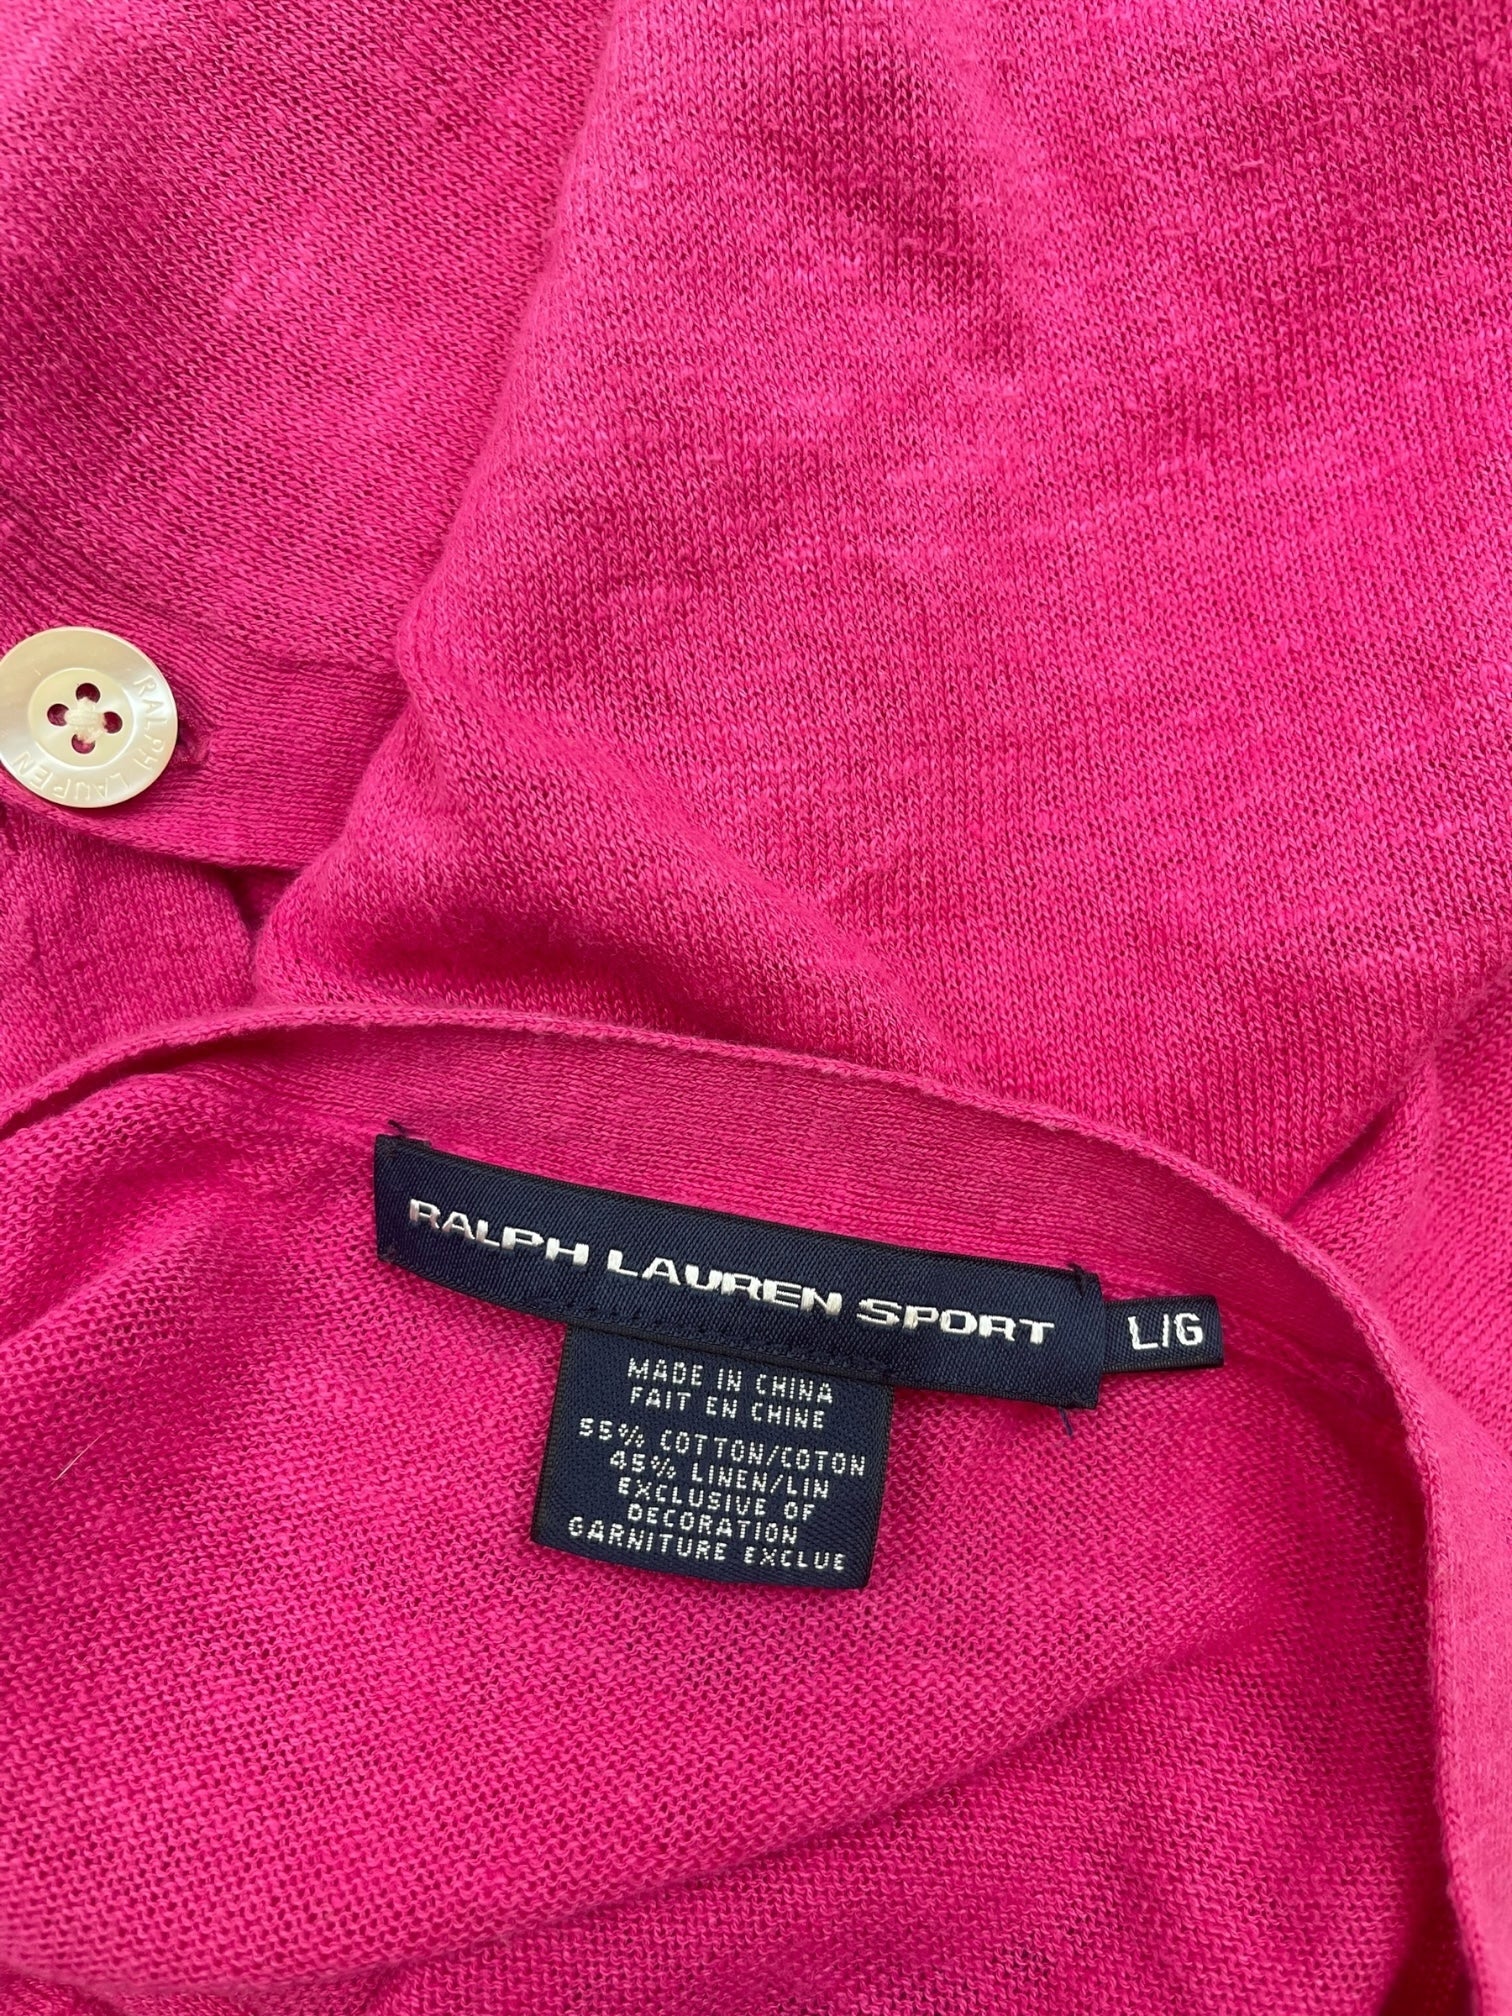 RALPH LAUREN
RALPH LAUREN SPORT
L/G
MADE IN CHINA
FAIT EN CHINE
55% COTTON/COTON
45% LINEN/LIN
EXCLUSIVE OF
DECORATION
GARNITURE EXCLUE